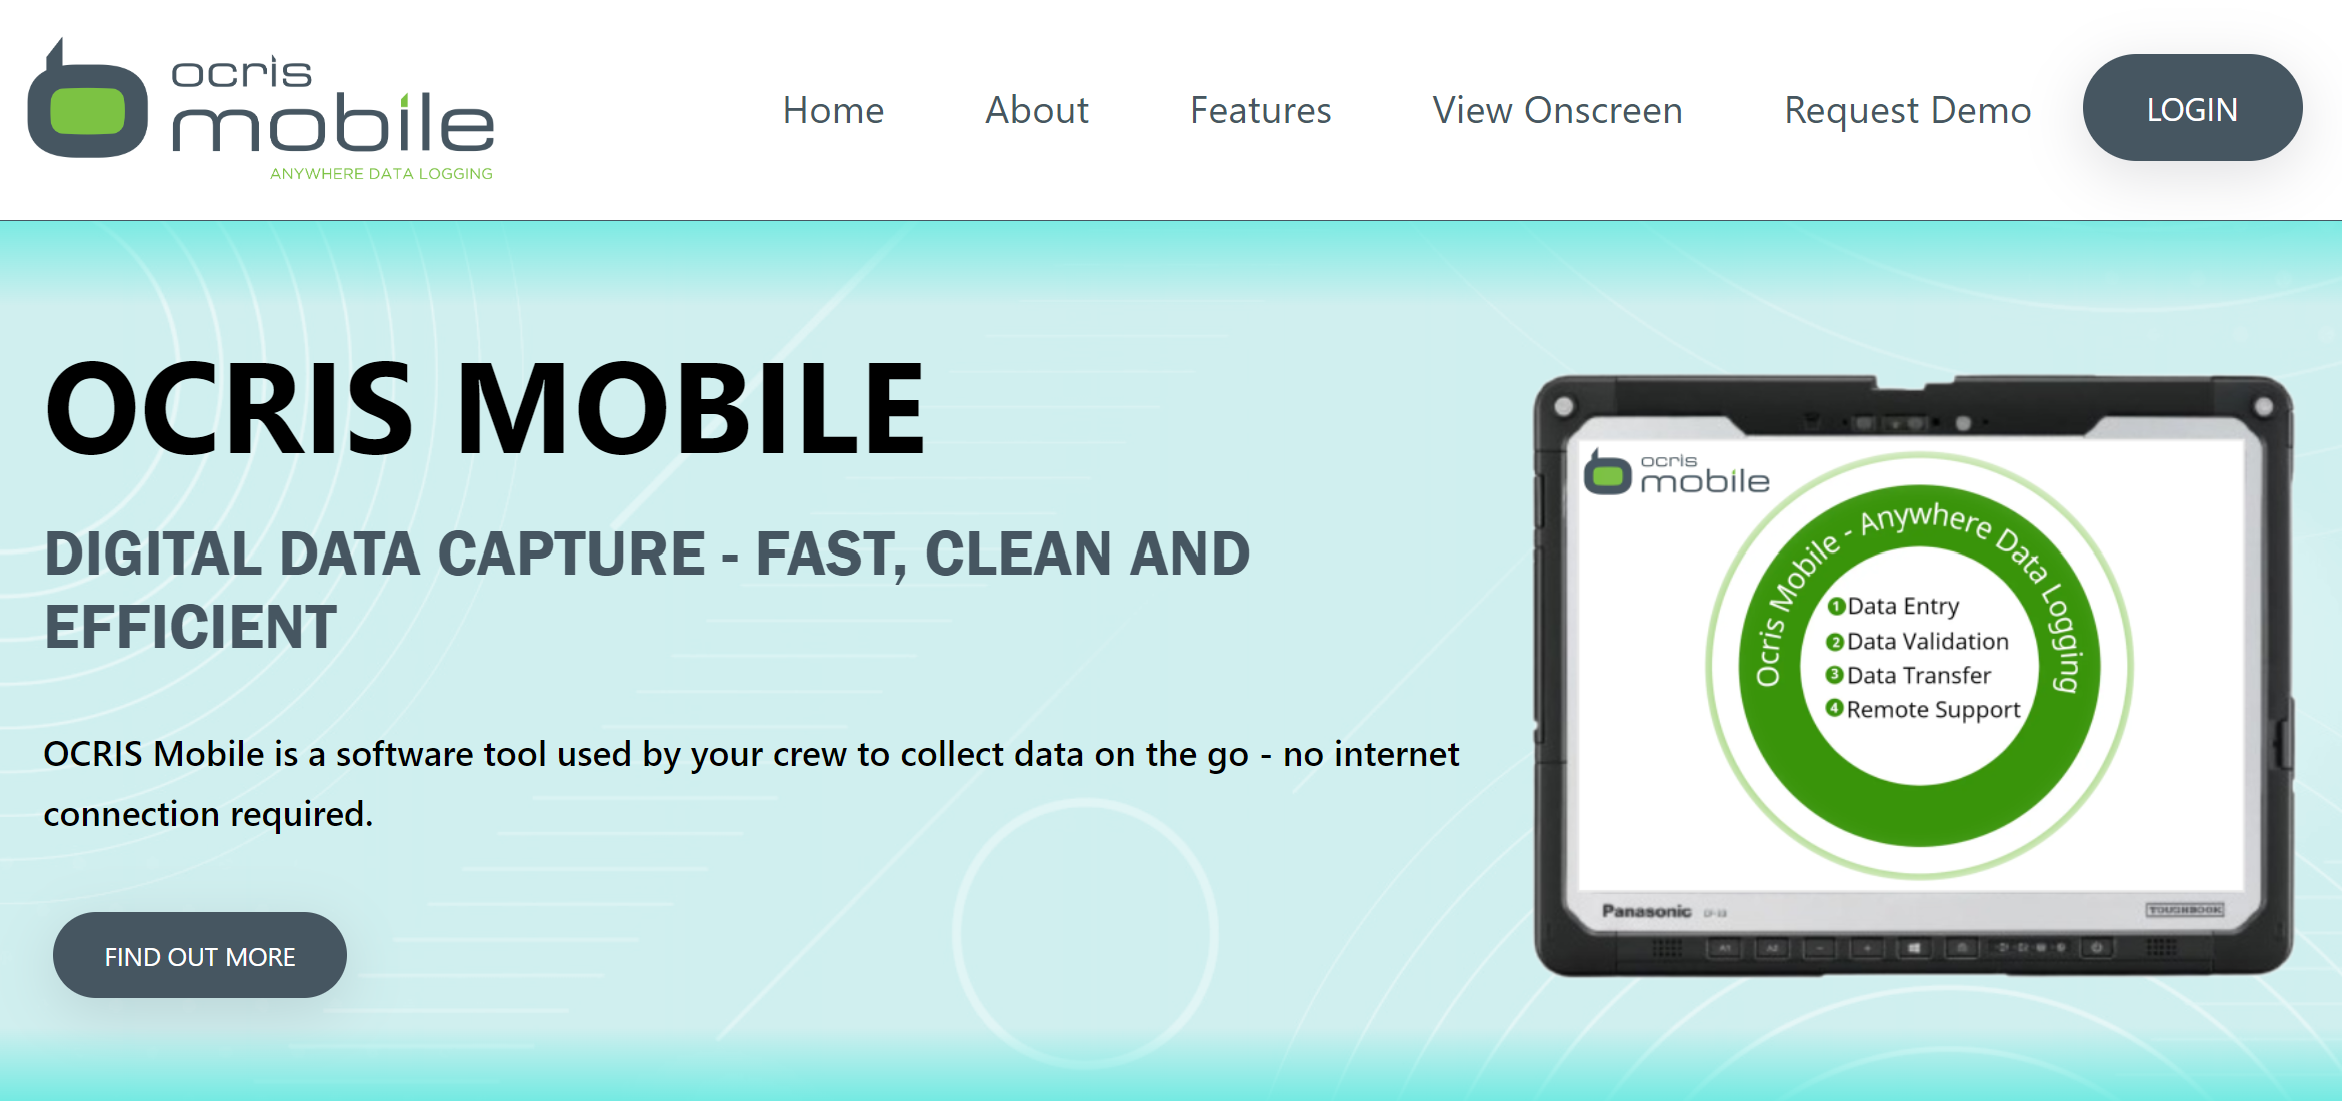 ocris
mobile
ANYWHERE DATA LOGGING
Home
About
Features
View Onscreen
Request Demo
LOGIN
OCRIS MOBILE
DIGITAL DATA CAPTURE - FAST, CLEAN AND
EFFICIENT
OCRIS Mobile is a software tool used by your crew to collect data on the go - no internet
connection required.
FIND OUT MORE
ocris
mobile
Ocris Mobile - Anywhere Data Logging
1 Data Entry
2 Data Validation
3 Data Transfer
4 Remote Support
Panasonic
TOUGHBOOK
A1
A2